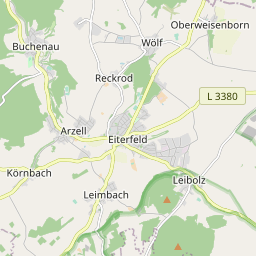 Oberweisenborn
Buchenau
Wölf
Reckrod
L 3380
Arzell
Eiterfeld
Körnbach
Leibolz
Leimbach